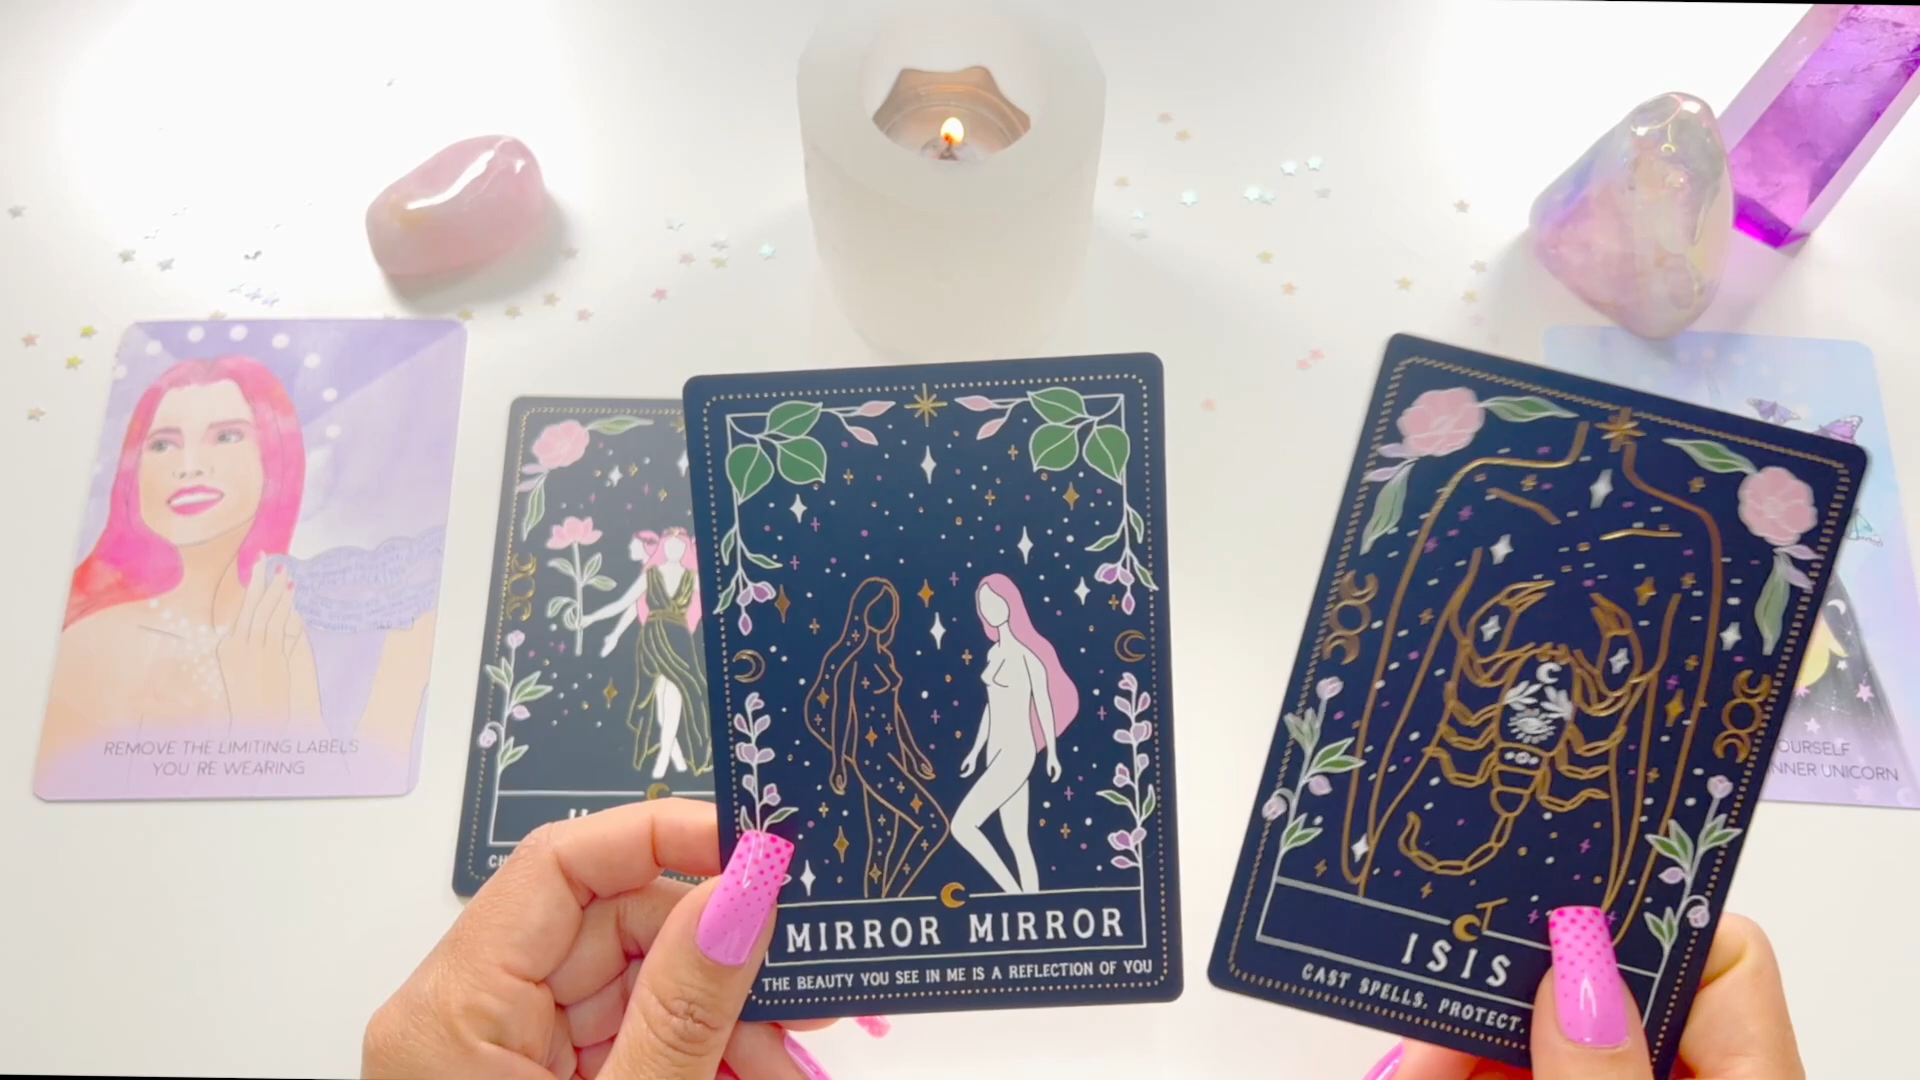 REMOVE THE LIMITING LABELS
YOU'RE WEARING
MIRROR MIRROR
THE BEAUTY YOU SEE IN ME IS A REFLECTION OF YOU
ISIS
CAST SPELLS. PROTECT.
OURSELF
NNER UNICORN